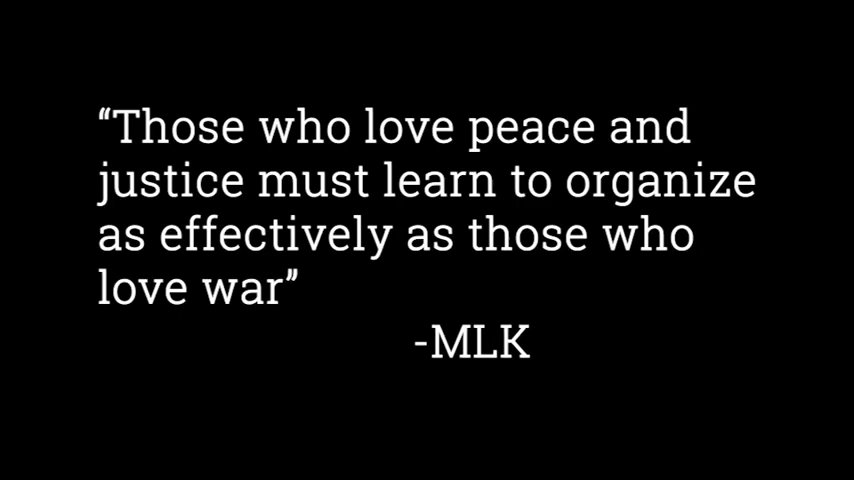 “Those who love peace and
justice must learn to organize
as effectively as those who
love war”
-MLK